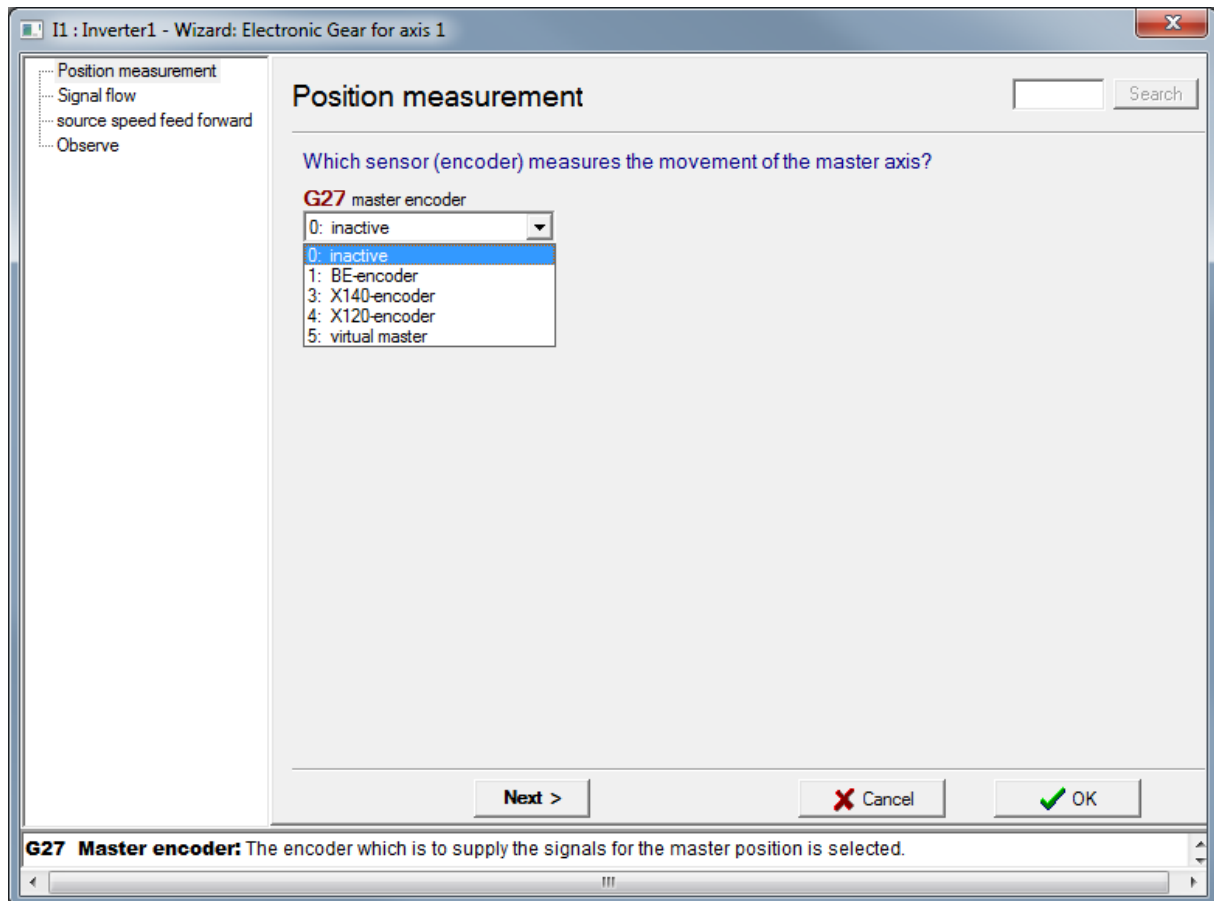 I1 : Inverter1 - Wizard: Electronic Gear for axis 1
Position measurement
Signal flow
source speed feed forward
Observe
Position measurement
Search
Which sensor (encoder) measures the movement of the master axis?
G27 master encoder
0: inactive
0: inactive
1: BE-encoder
3: X140-encoder
4: X120-encoder
5: virtual master
Next >
Cancel
OK
G27 Master encoder: The encoder which is to supply the signals for the master position is selected.